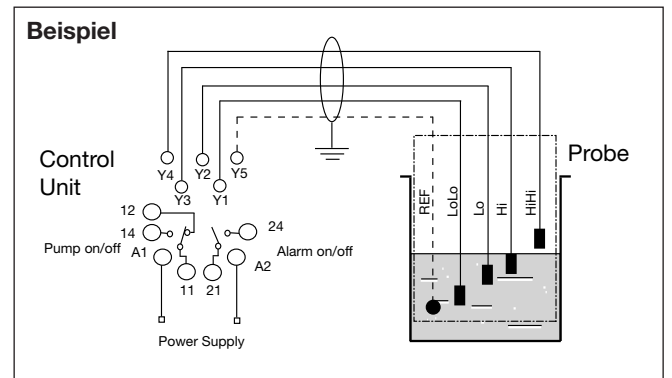 Beispiel
Control
Unit
Probe
Y4
Y3
Y2
Y1
Y5
REF
LoLo
Lo
Hi
HiHi
12
14
Pump on/off
A1
11
21
24
Alarm on/off
A2
Power Supply